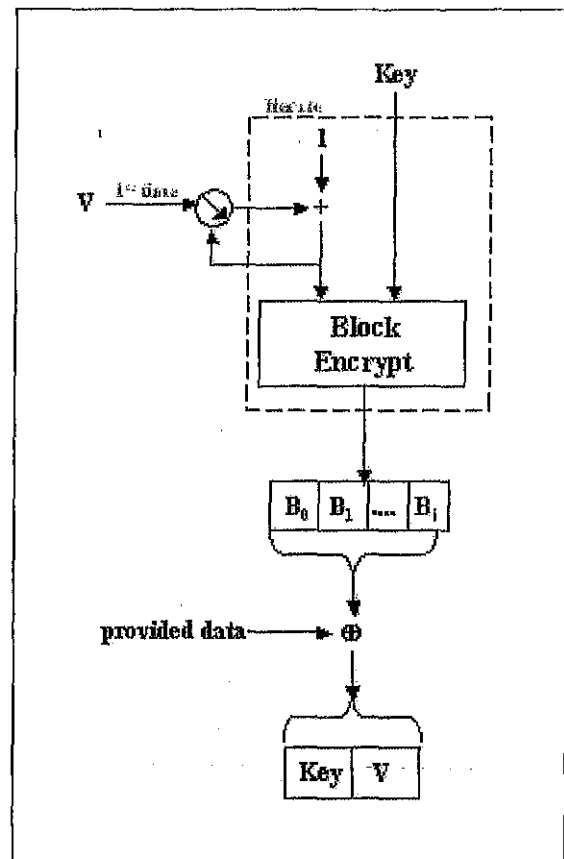 Key
1
V 1st time
+
Block
Encrypt
B0 B1 .... Bi
provided data
⊕
Key V